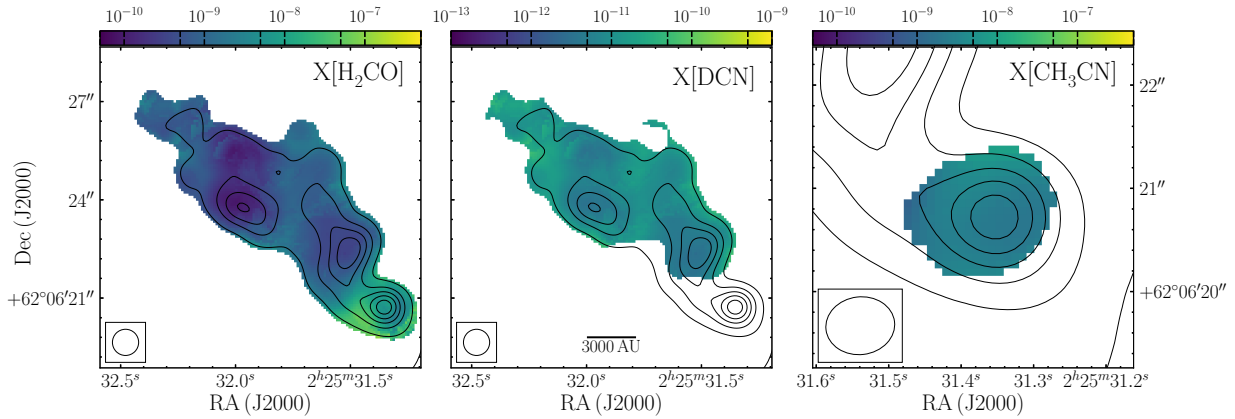 10⁻¹⁰ 10⁻⁹ 10⁻⁸ 10⁻⁷ 10⁻⁶
10⁻¹³ 10⁻¹² 10⁻¹¹ 10⁻¹⁰ 10⁻⁹
10⁻¹⁰ 10⁻⁹ 10⁻⁸ 10⁻⁷
X[H₂CO]
X[DCN]
X[CH₃CN]
27″
24″
+62°06′21″
Dec (J2000)
3000 AU
22″
21″
+62°06′20″
32.5ˢ 32.0ˢ 2ʰ25ᵐ31.5ˢ
32.5ˢ 32.0ˢ 2ʰ25ᵐ31.5ˢ
31.6ˢ 31.5ˢ 31.4ˢ 31.3ˢ 2ʰ25ᵐ31.2ˢ
RA (J2000)
RA (J2000)
RA (J2000)